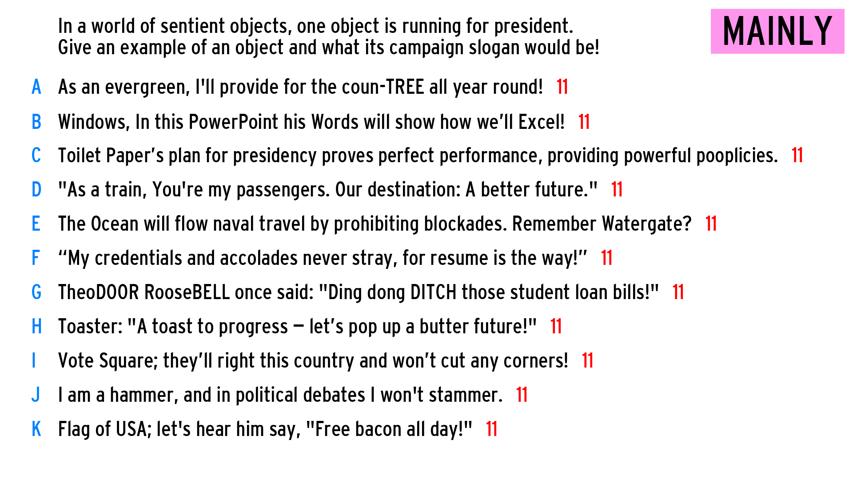 In a world of sentient objects, one object is running for president.
Give an example of an object and what its campaign slogan would be!
MAINLY
A As an evergreen, I'll provide for the coun-TREE all year round! 11
B Windows, In this PowerPoint his Words will show how we’ll Excel! 11
C Toilet Paper’s plan for presidency proves perfect performance, providing powerful pooplicies. 11
D "As a train, You're my passengers. Our destination: A better future." 11
E The Ocean will flow naval travel by prohibiting blockades. Remember Watergate? 11
F “My credentials and accolades never stray, for resume is the way!” 11
G TheoDOOR RooseBELL once said: "Ding dong DITCH those student loan bills!" 11
H Toaster: "A toast to progress – let’s pop up a butter future!" 11
I Vote Square; they’ll right this country and won’t cut any corners! 11
J I am a hammer, and in political debates I won't stammer. 11
K Flag of USA; let's hear him say, "Free bacon all day!" 11